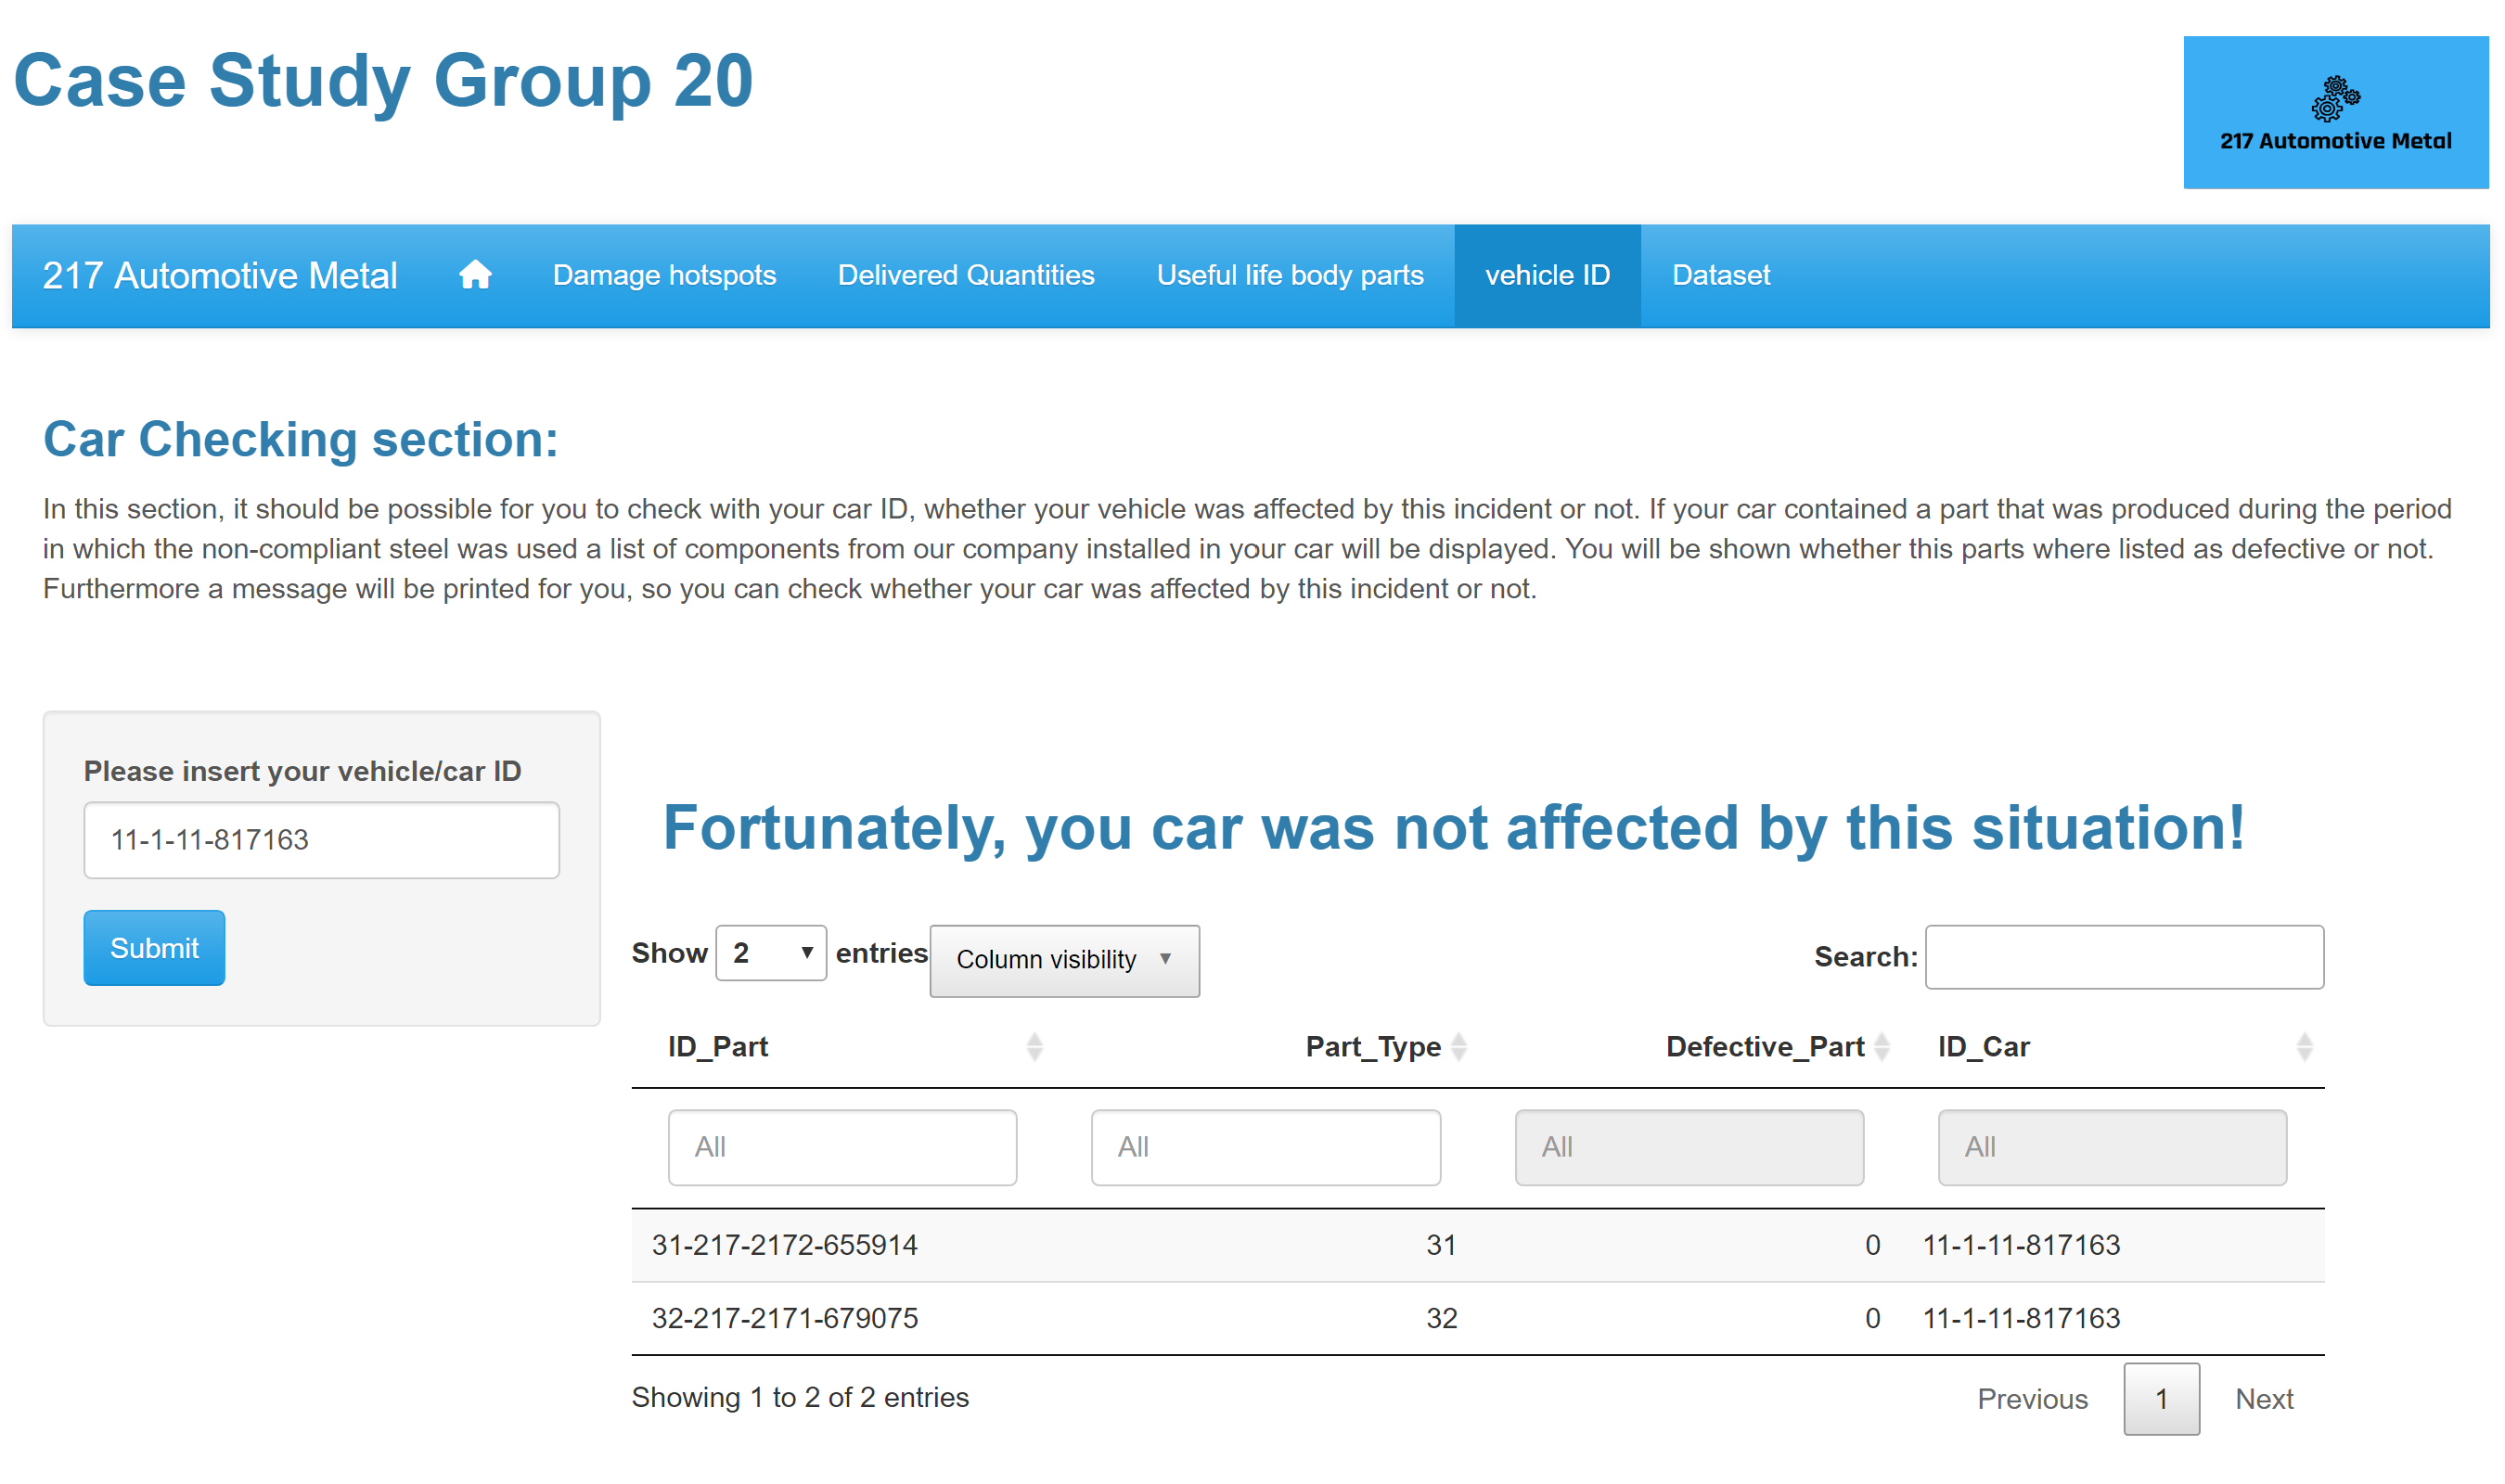 Case Study Group 20
217 Automotive Metal
217 Automotive Metal Damage hotspots Delivered Quantities Useful life body parts vehicle ID Dataset
Car Checking section:
In this section, it should be possible for you to check with your car ID, whether your vehicle was affected by this incident or not. If your car contained a part that was produced during the period
in which the non-compliant steel was used a list of components from our company installed in your car will be displayed. You will be shown whether this parts where listed as defective or not.
Furthermore a message will be printed for you, so you can check whether your car was affected by this incident or not.
Please insert your vehicle/car ID
11-1-11-817163
Submit
Fortunately, you car was not affected by this situation!
Show 2 entries Column visibility Search:
ID_Part Part_Type Defective_Part ID_Car
All All All All
31-217-2172-655914 31 0 11-1-11-817163
32-217-2171-679075 32 0 11-1-11-817163
Showing 1 to 2 of 2 entries Previous 1 Next